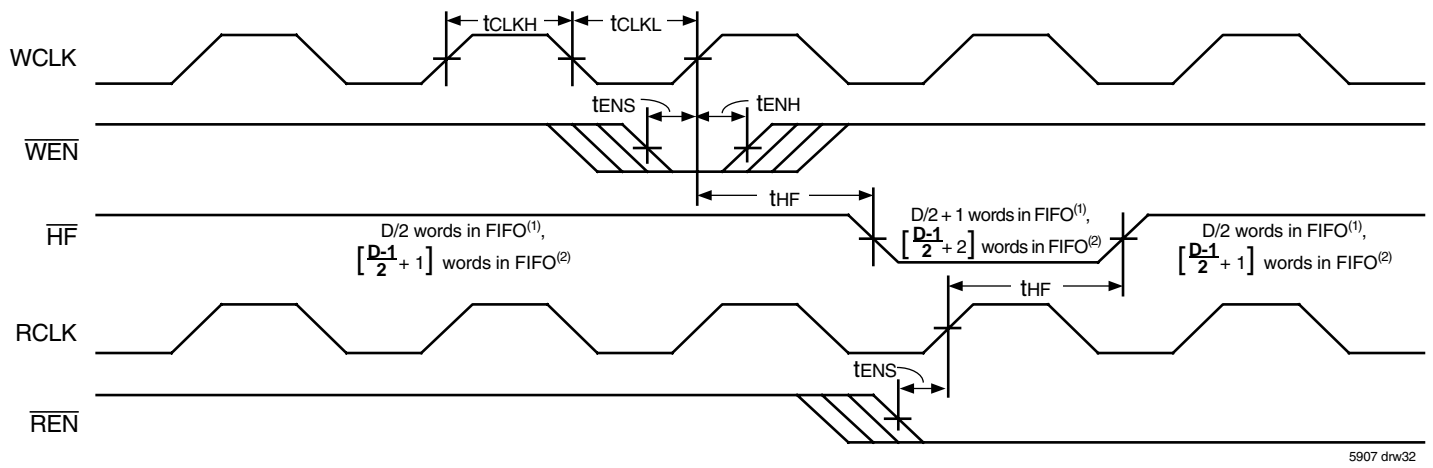 tCLKH tCLKL
WCLK
tENS tENH
WEN
tHF
HF
D/2 words in FIFO(1),
[D-1/2 + 1] words in FIFO(2)
D/2 + 1 words in FIFO(1),
[D-1/2 + 2] words in FIFO(2)
D/2 words in FIFO(1),
[D-1/2 + 1] words in FIFO(2)
tHF
RCLK
tENS
REN
5907 drw32